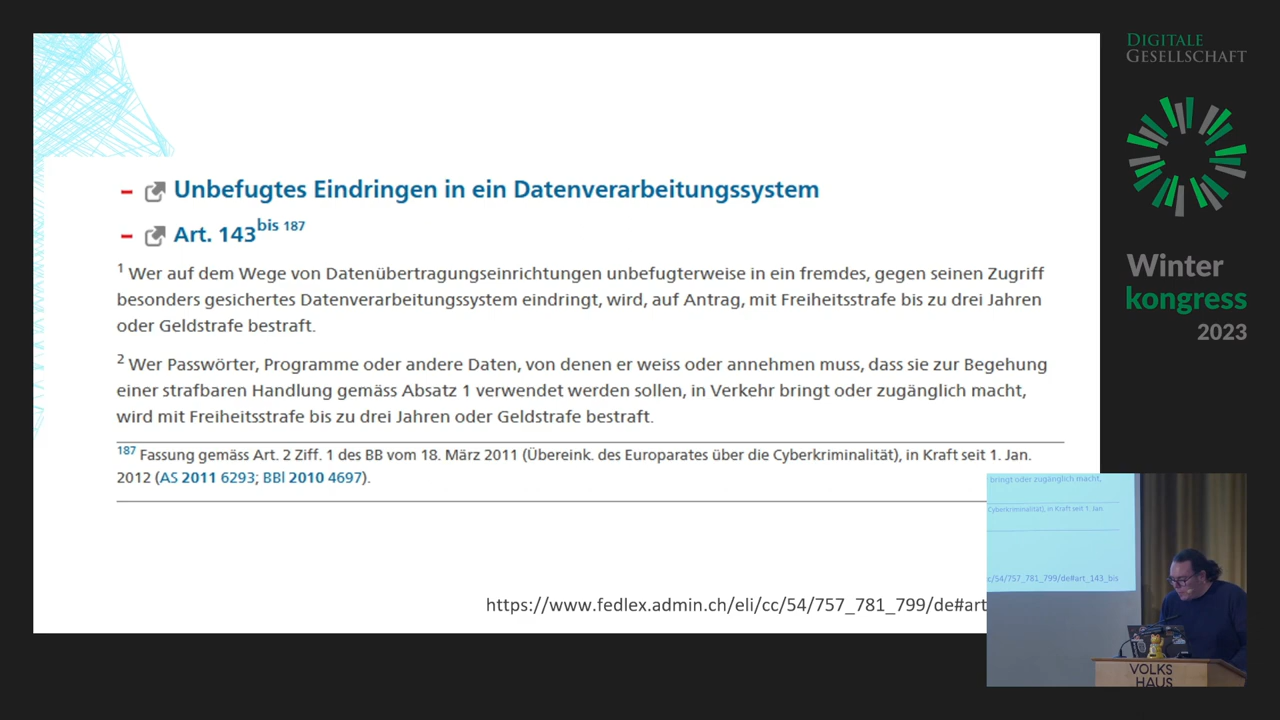 DIGITALE
GESELLSCHAFT
Winter
kongress
2023
– Unbefugtes Eindringen in ein Datenverarbeitungssystem
– Art. 143bis 187
1 Wer auf dem Wege von Datenübertragungseinrichtungen unbefugterweise in ein fremdes, gegen seinen Zugriff
besonders gesichertes Datenverarbeitungssystem eindringt, wird, auf Antrag, mit Freiheitsstrafe bis zu drei Jahren
oder Geldstrafe bestraft.
2 Wer Passwörter, Programme oder andere Daten, von denen er weiss oder annehmen muss, dass sie zur Begehung
einer strafbaren Handlung gemäss Absatz 1 verwendet werden sollen, in Verkehr bringt oder zugänglich macht,
wird mit Freiheitsstrafe bis zu drei Jahren oder Geldstrafe bestraft.
187 Fassung gemäss Art. 2 Ziff. 1 des BB vom 18. März 2011 (Übereink. des Europarates über die Cyberkriminalität), in Kraft seit 1. Jan.
2012 (AS 2011 6293; BBl 2010 4697).
https://www.fedlex.admin.ch/eli/cc/54/757_781_799/de#art
bringt oder zugänglich macht,
Cyberkriminalität), in Kraft seit 1. Jan.
c/54/757_781_799/de#art_143_bis
VOLKS
HAUS